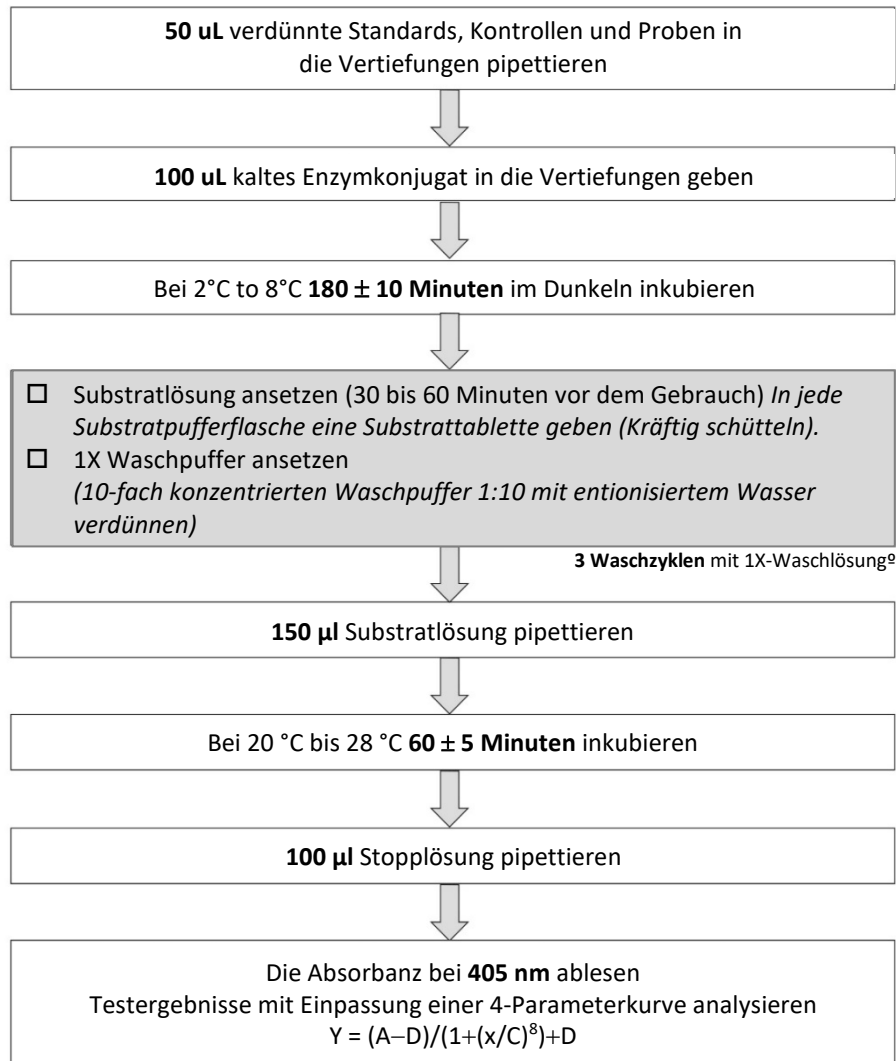 50 uL verdünnte Standards, Kontrollen und Proben in
die Vertiefungen pipettieren
100 uL kaltes Enzymkonjugat in die Vertiefungen geben
Bei 2°C to 8°C 180 ± 10 Minuten im Dunkeln inkubieren
☐ Substratlösung ansetzen (30 bis 60 Minuten vor dem Gebrauch) In jede
Substratpufferflasche eine Substrattablette geben (Kräftig schütteln).
☐ 1X Waschpuffer ansetzen
(10-fach konzentrierten Waschpuffer 1:10 mit entionisiertem Wasser
verdünnen)
3 Waschzyklen mit 1X-Waschlösungº
150 µl Substratlösung pipettieren
Bei 20 °C bis 28 °C 60 ± 5 Minuten inkubieren
100 µl Stopplösung pipettieren
Die Absorbanz bei 405 nm ablesen
Testergebnisse mit Einpassung einer 4-Parameterkurve analysieren
Y = (A−D)/(1+(x/C)⁸)+D